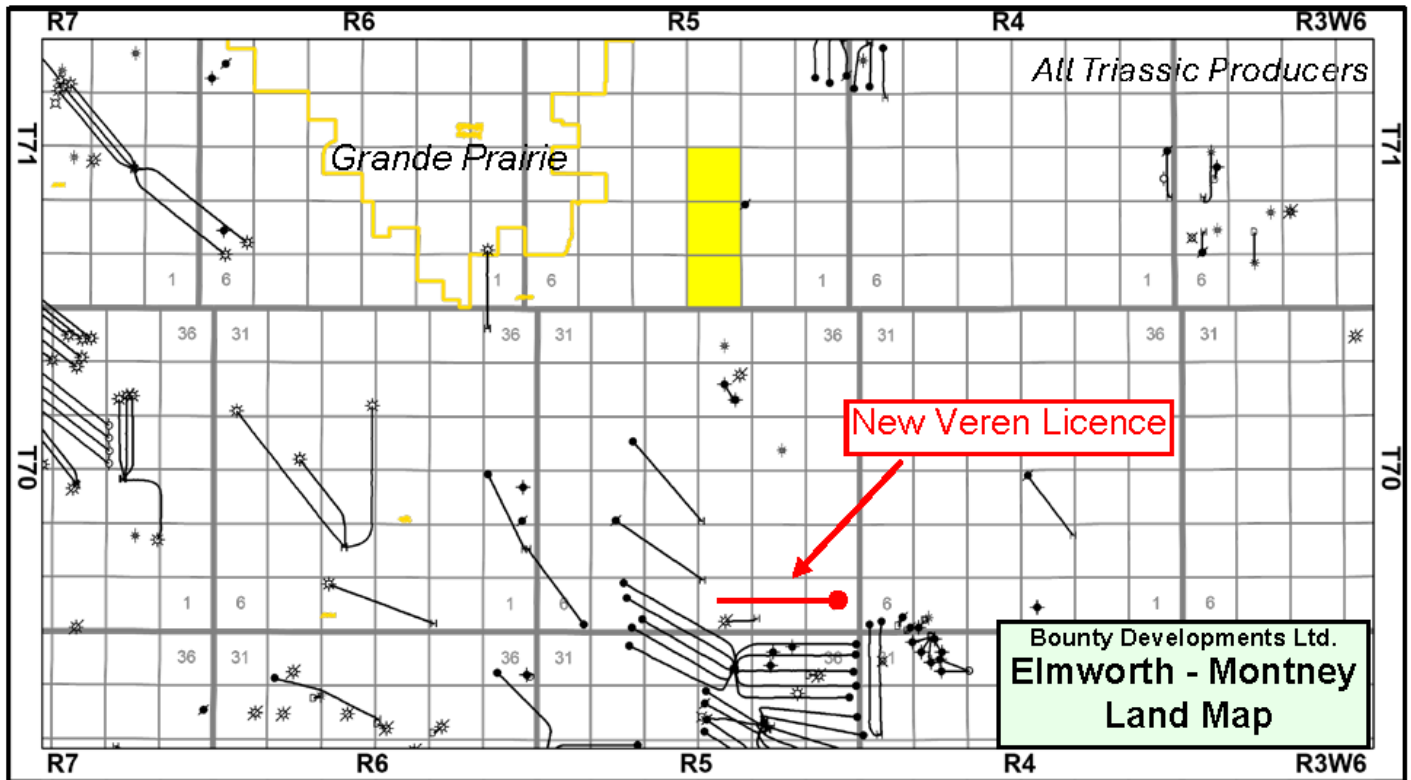 R7 R6 R5 R4 R3W6
All Triassic Producers
T71 T71
Grande Prairie
1 6 1 6 1 6 1 6
36 31 36 31 36 31 36 31
New Veren Licence
T70 T70
1 6 1 6 6 1 6
36 31 36 31 36 31
Bounty Developments Ltd.
Elmworth - Montney
Land Map
R7 R6 R5 R4 R3W6